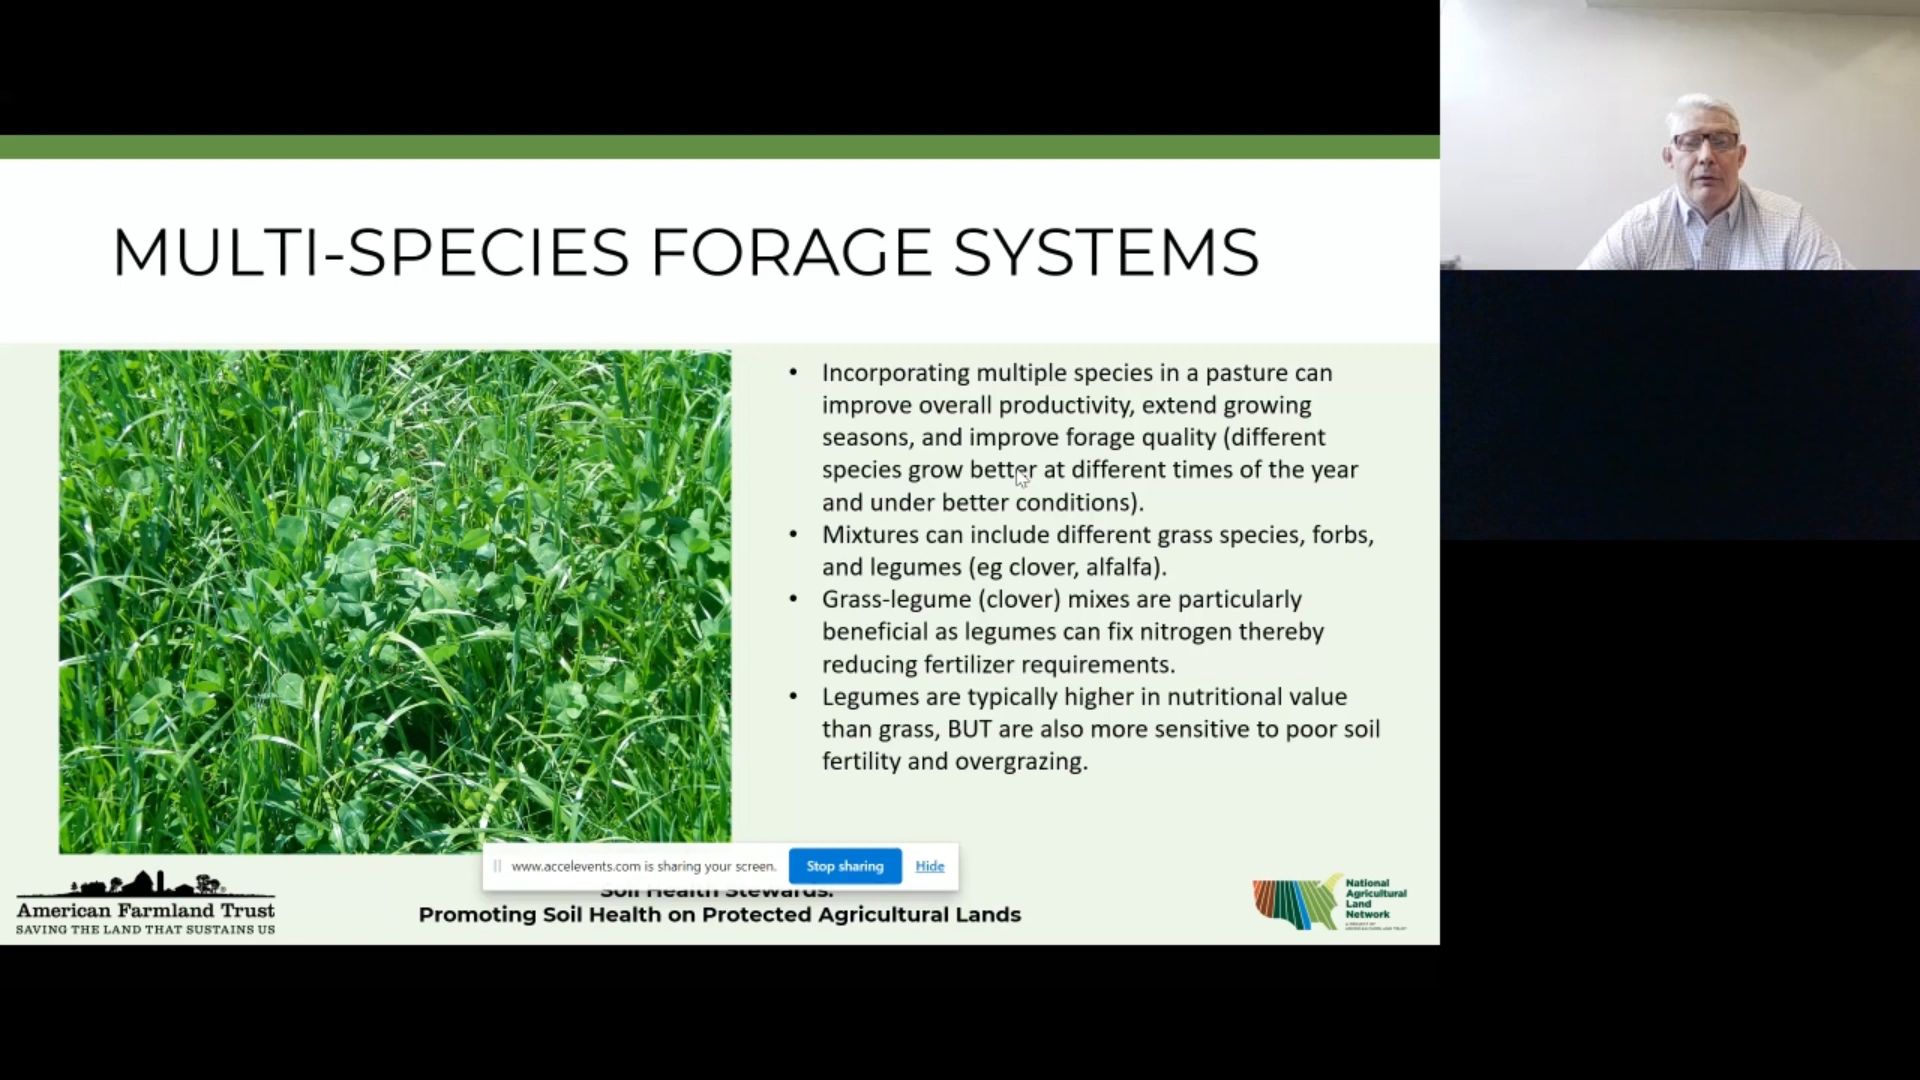 MULTI-SPECIES FORAGE SYSTEMS
• Incorporating multiple species in a pasture can
improve overall productivity, extend growing
seasons, and improve forage quality (different
species grow better at different times of the year
and under better conditions).
• Mixtures can include different grass species, forbs,
and legumes (eg clover, alfalfa).
• Grass-legume (clover) mixes are particularly
beneficial as legumes can fix nitrogen thereby
reducing fertilizer requirements.
• Legumes are typically higher in nutritional value
than grass, BUT are also more sensitive to poor soil
fertility and overgrazing.
www.accelevents.com is sharing your screen.
Stop sharing
Hide
American Farmland Trust
SAVING THE LAND THAT SUSTAINS US
Soil Health Stewards:
Promoting Soil Health on Protected Agricultural Lands
National
Agricultural
Land
Network